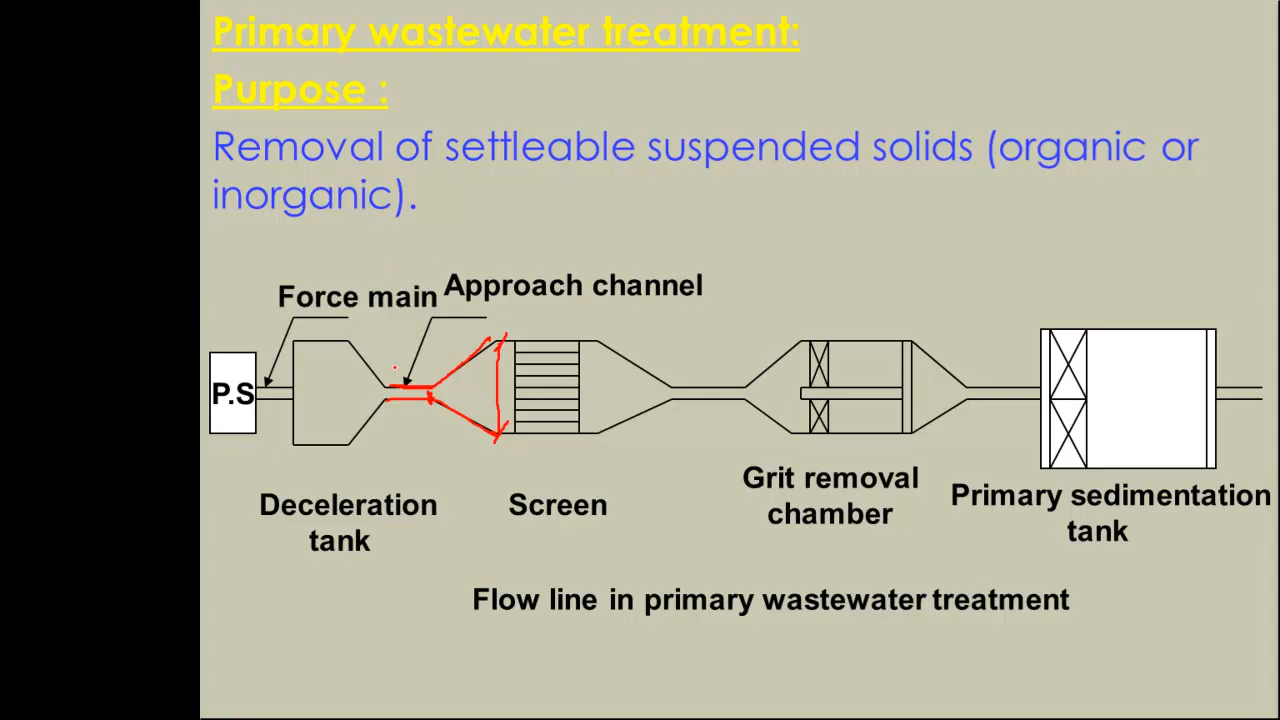 Primary wastewater treatment:
Purpose :
Removal of settleable suspended solids (organic or
inorganic).
Force main
Approach channel
P.S
Deceleration
tank
Screen
Grit removal
chamber
Primary sedimentation
tank
Flow line in primary wastewater treatment